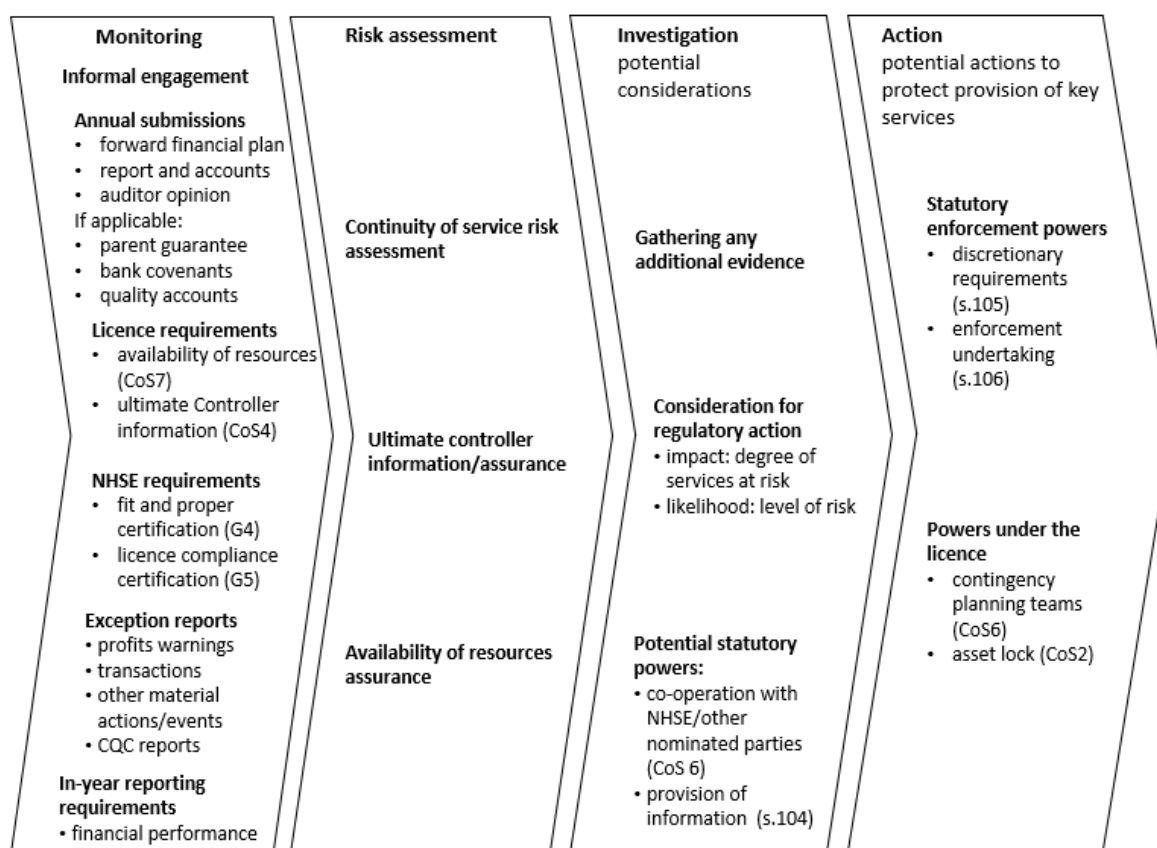 Monitoring
Informal engagement
Annual submissions
• forward financial plan
• report and accounts
• auditor opinion
If applicable:
• parent guarantee
• bank covenants
• quality accounts
Licence requirements
• availability of resources
(CoS7)
• ultimate Controller
information (CoS4)
NHSE requirements
• fit and proper
certification (G4)
• licence compliance
certification (G5)
Exception reports
• profits warnings
• transactions
• other material
actions/events
• CQC reports
In-year reporting
requirements
• financial performance
Risk assessment
Continuity of service risk
assessment
Ultimate controller
information/assurance
Availability of resources
assurance
Investigation
potential
considerations
Gathering any
additional evidence
Consideration for
regulatory action
• impact: degree of
services at risk
• likelihood: level of risk
Potential statutory
powers:
• co-operation with
NHSE/other
nominated parties
(CoS 6)
• provision of
information (s.104)
Action
potential actions to
protect provision of key
services
Statutory
enforcement powers
• discretionary
requirements
(s.105)
• enforcement
undertaking
(s.106)
Powers under the
licence
• contingency
planning teams
(CoS6)
• asset lock (CoS2)